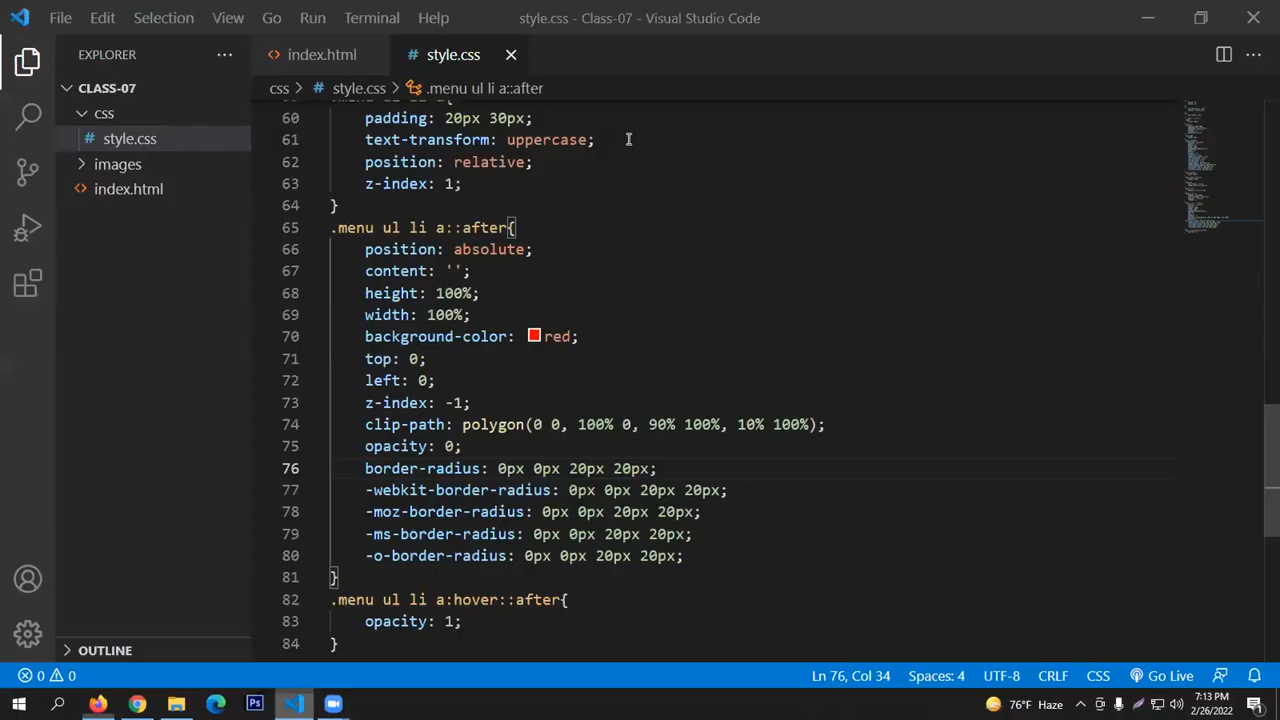 File Edit Selection View Go Run Terminal Help style.css - Class-07 - Visual Studio Code
EXPLORER
CLASS-07
css
# style.css
images
index.html
OUTLINE
index.html # style.css
css > # style.css > .menu ul li a::after
60 padding: 20px 30px;
61 text-transform: uppercase;
62 position: relative;
63 z-index: 1;
64 }
65 .menu ul li a::after{
66 position: absolute;
67 content: '';
68 height: 100%;
69 width: 100%;
70 background-color: red;
71 top: 0;
72 left: 0;
73 z-index: -1;
74 clip-path: polygon(0 0, 100% 0, 90% 100%, 10% 100%);
75 opacity: 0;
76 border-radius: 0px 0px 20px 20px;
77 -webkit-border-radius: 0px 0px 20px 20px;
78 -moz-border-radius: 0px 0px 20px 20px;
79 -ms-border-radius: 0px 0px 20px 20px;
80 -o-border-radius: 0px 0px 20px 20px;
81 }
82 .menu ul li a:hover::after{
83 opacity: 1;
84 }
0 0 Ln 76, Col 34 Spaces: 4 UTF-8 CRLF CSS Go Live
Ps 76°F Haze 7:13 PM
2/26/2022